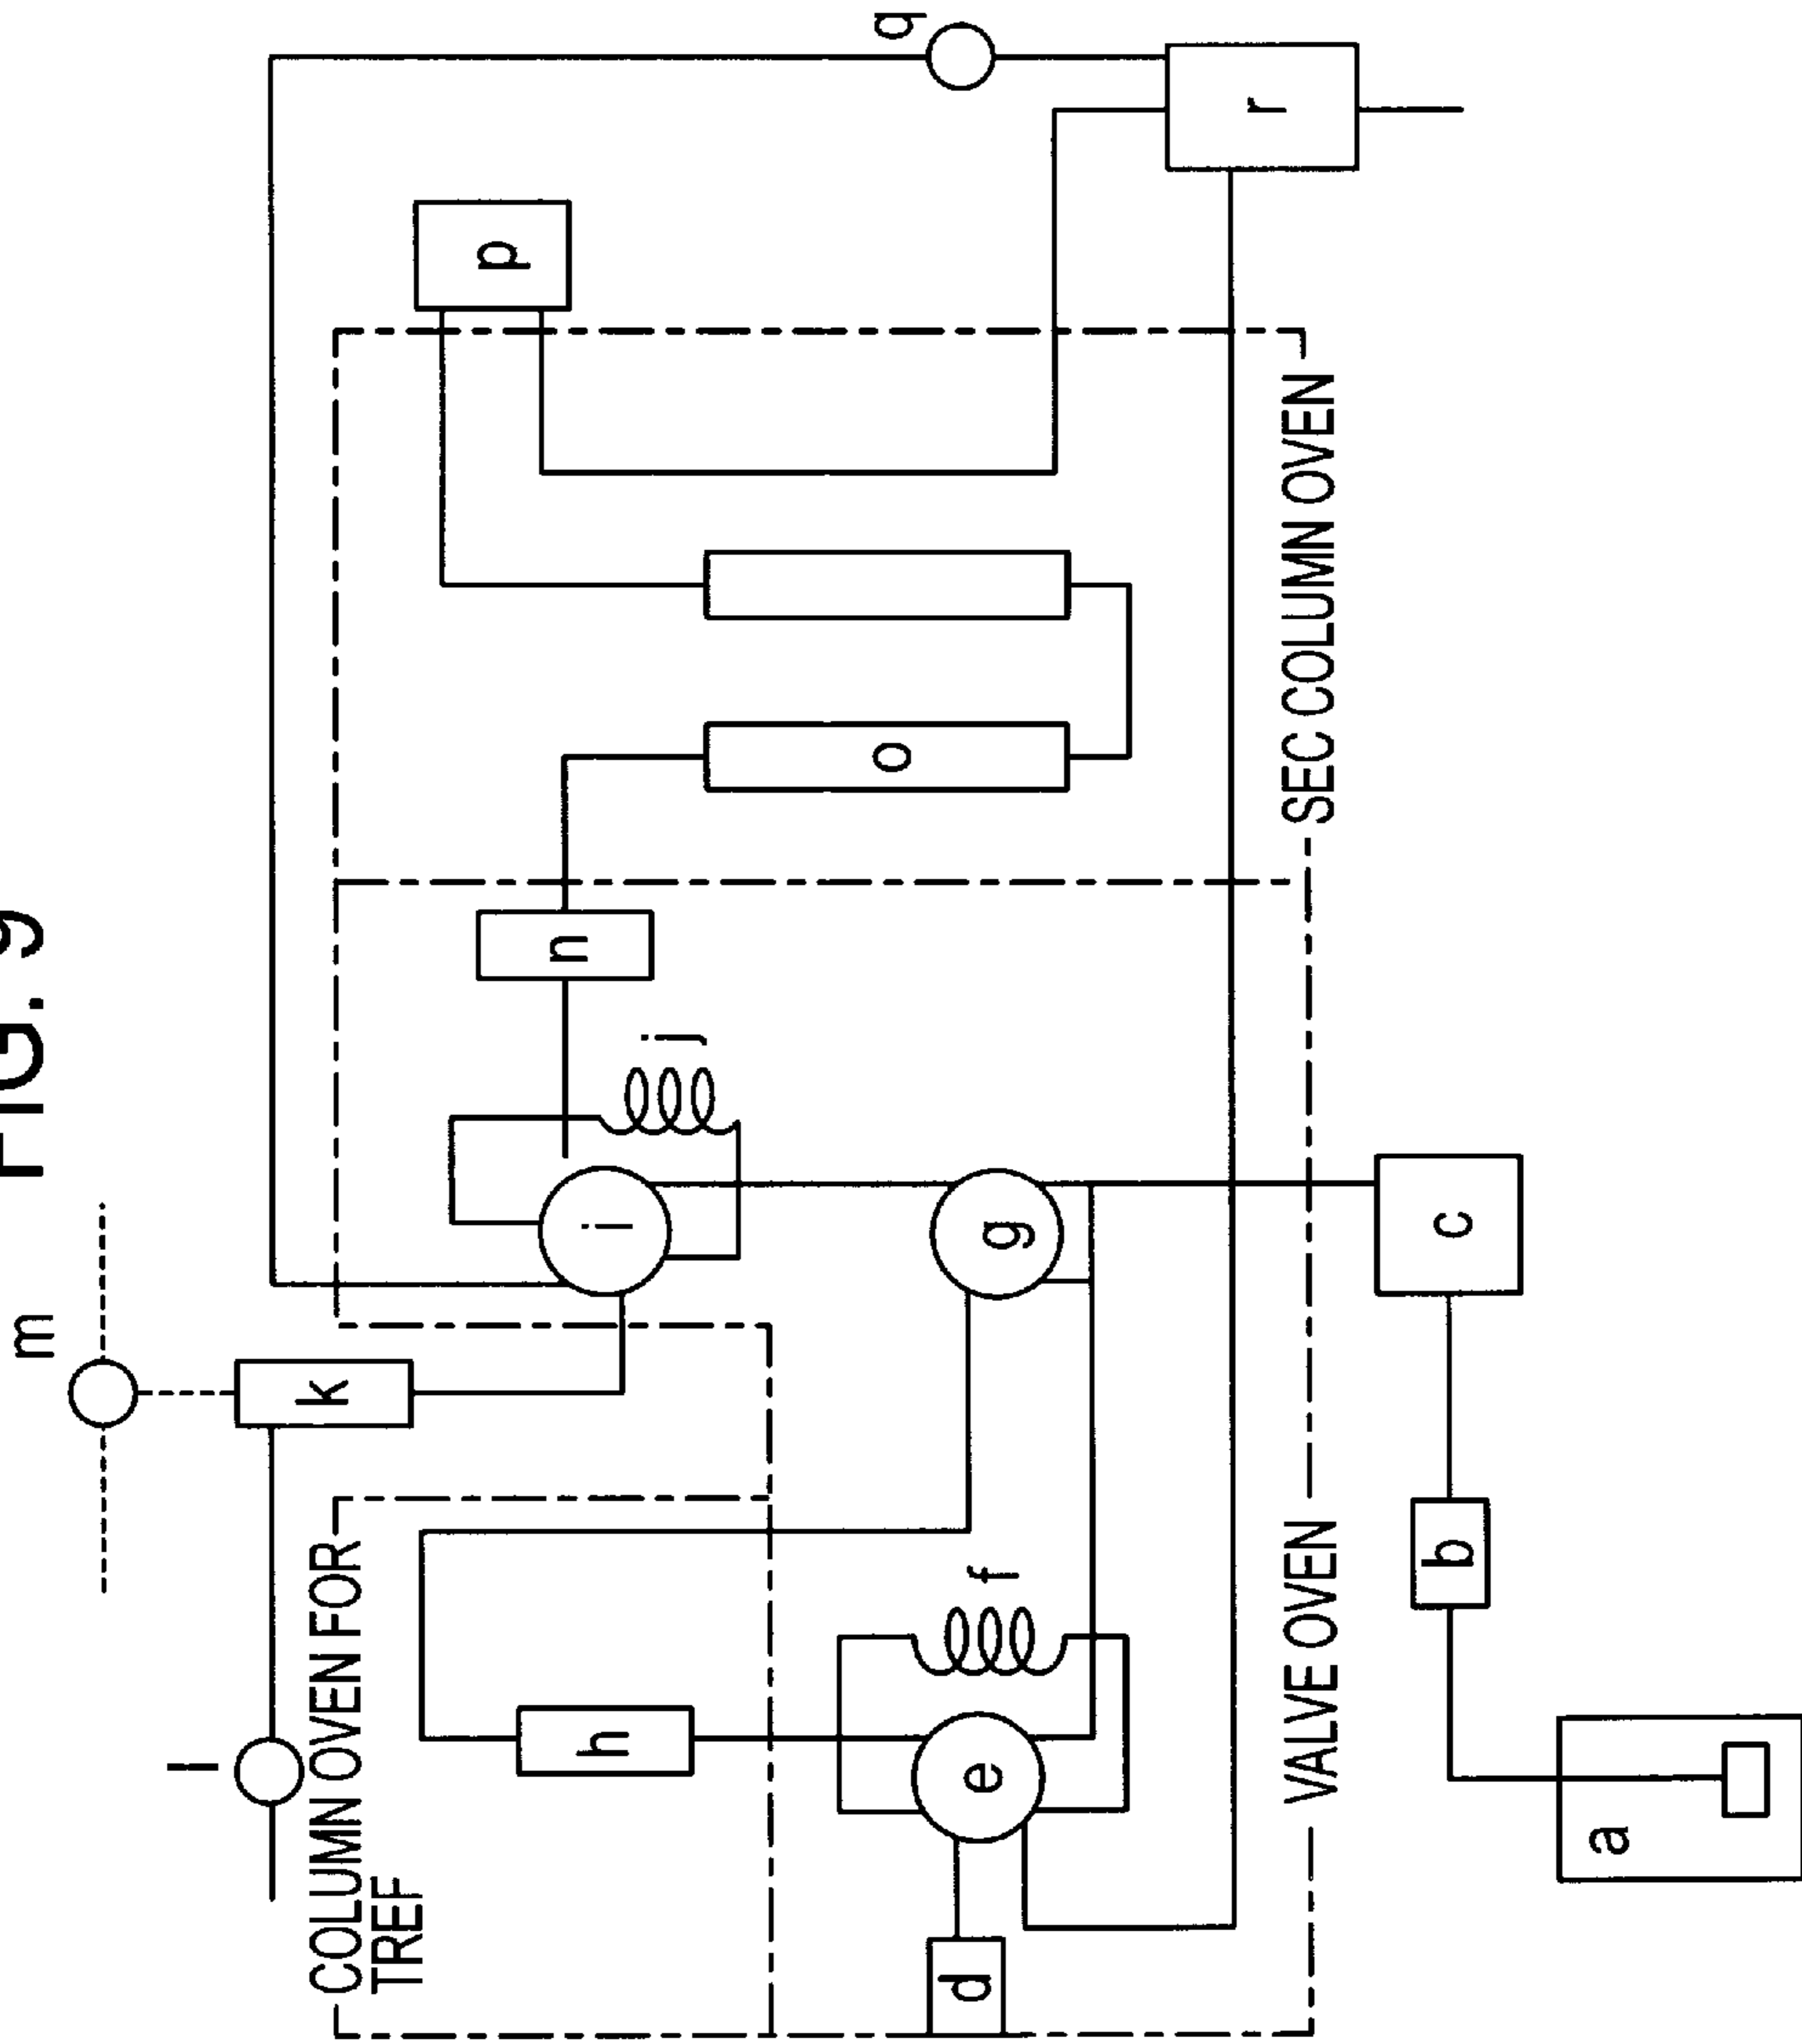 FIG. 9
m
l
k
q
COLUMN OVEN FOR
TREF
p
h
i
j
n
o
r
d
e
f
g
VALVE OVEN
SEC COLUMN OVEN
a
b
c